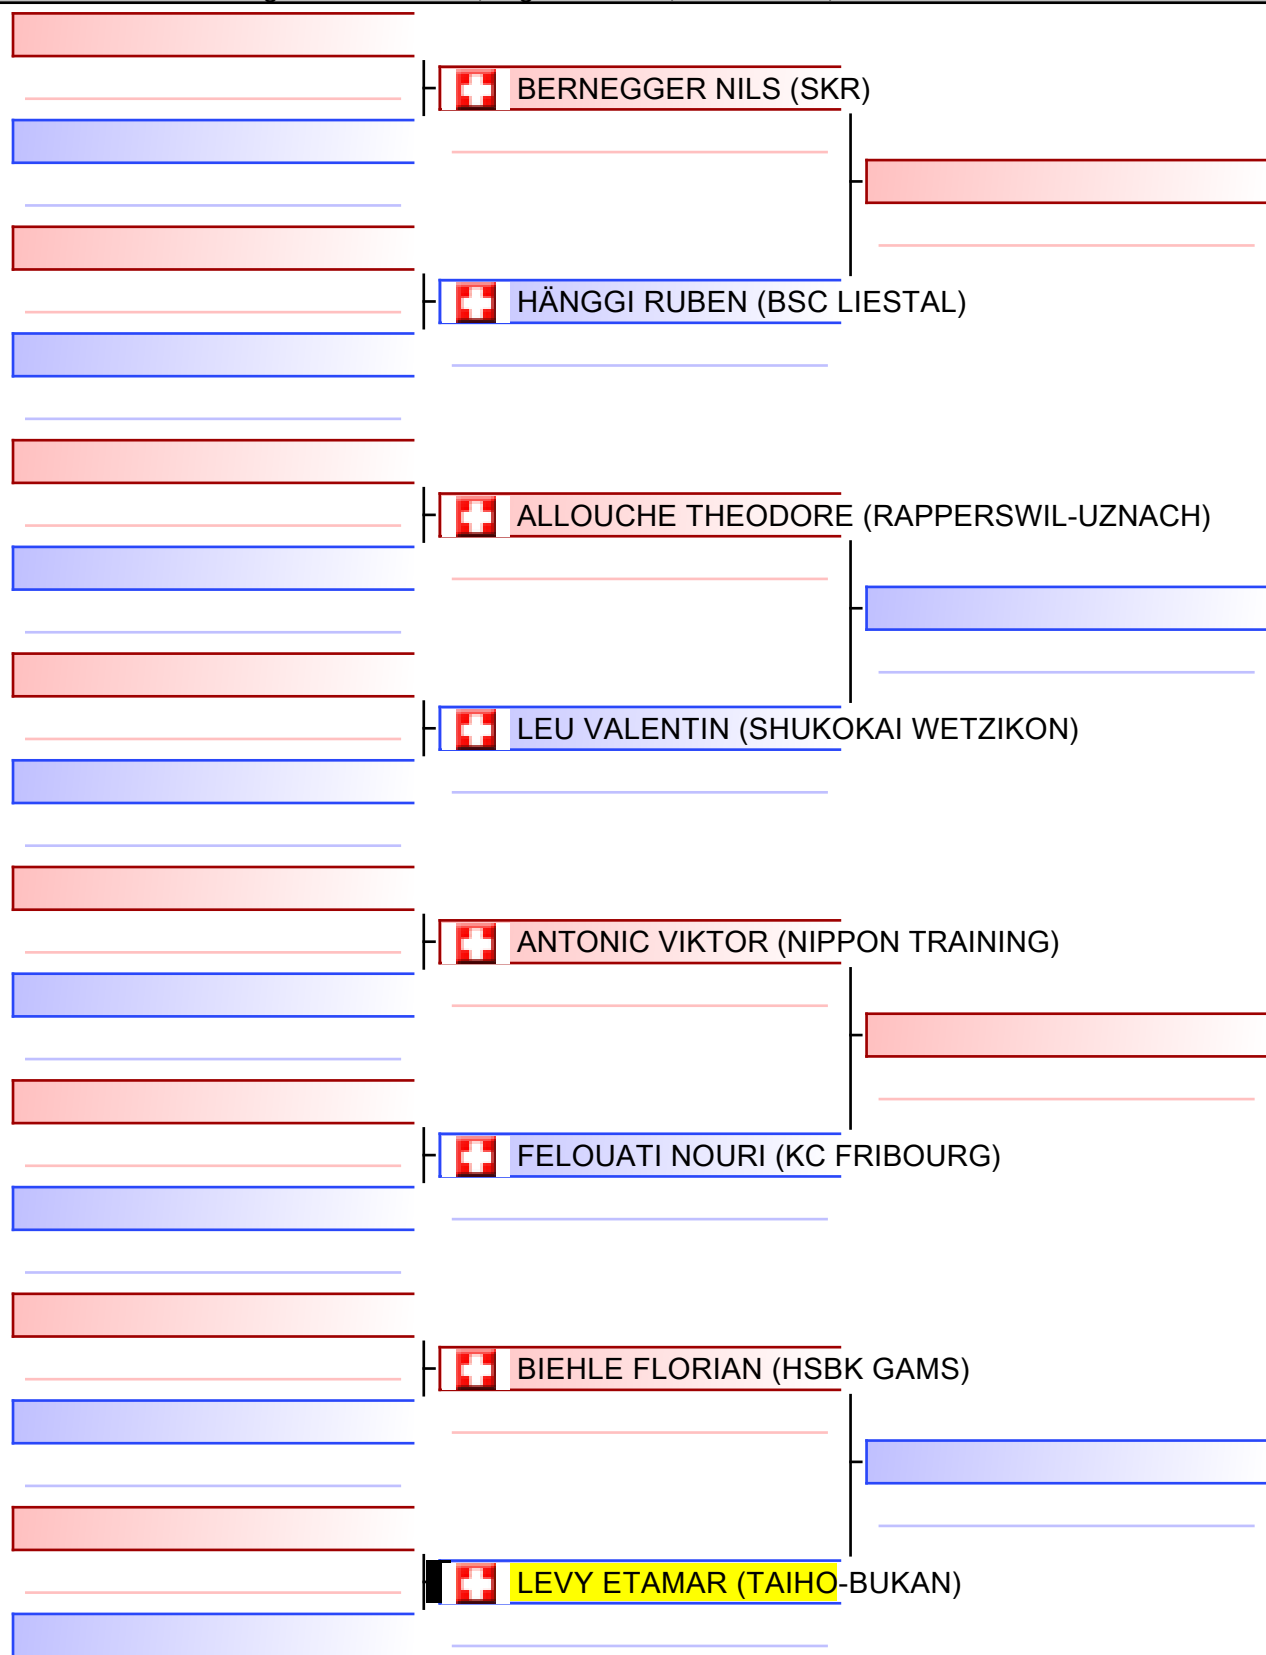 BERNEGGER NILS (SKR)
HÄNGGI RUBEN (BSC LIESTAL)
ALLOUCHE THEODORE (RAPPERSWIL-UZNACH)
LEU VALENTIN (SHUKOKAI WETZIKON)
ANTONIC VIKTOR (NIPPON TRAINING)
FELOUATI NOURI (KC FRIBOURG)
BIEHLE FLORIAN (HSBK GAMS)
LEVY ETAMAR (TAIHO-BUKAN)